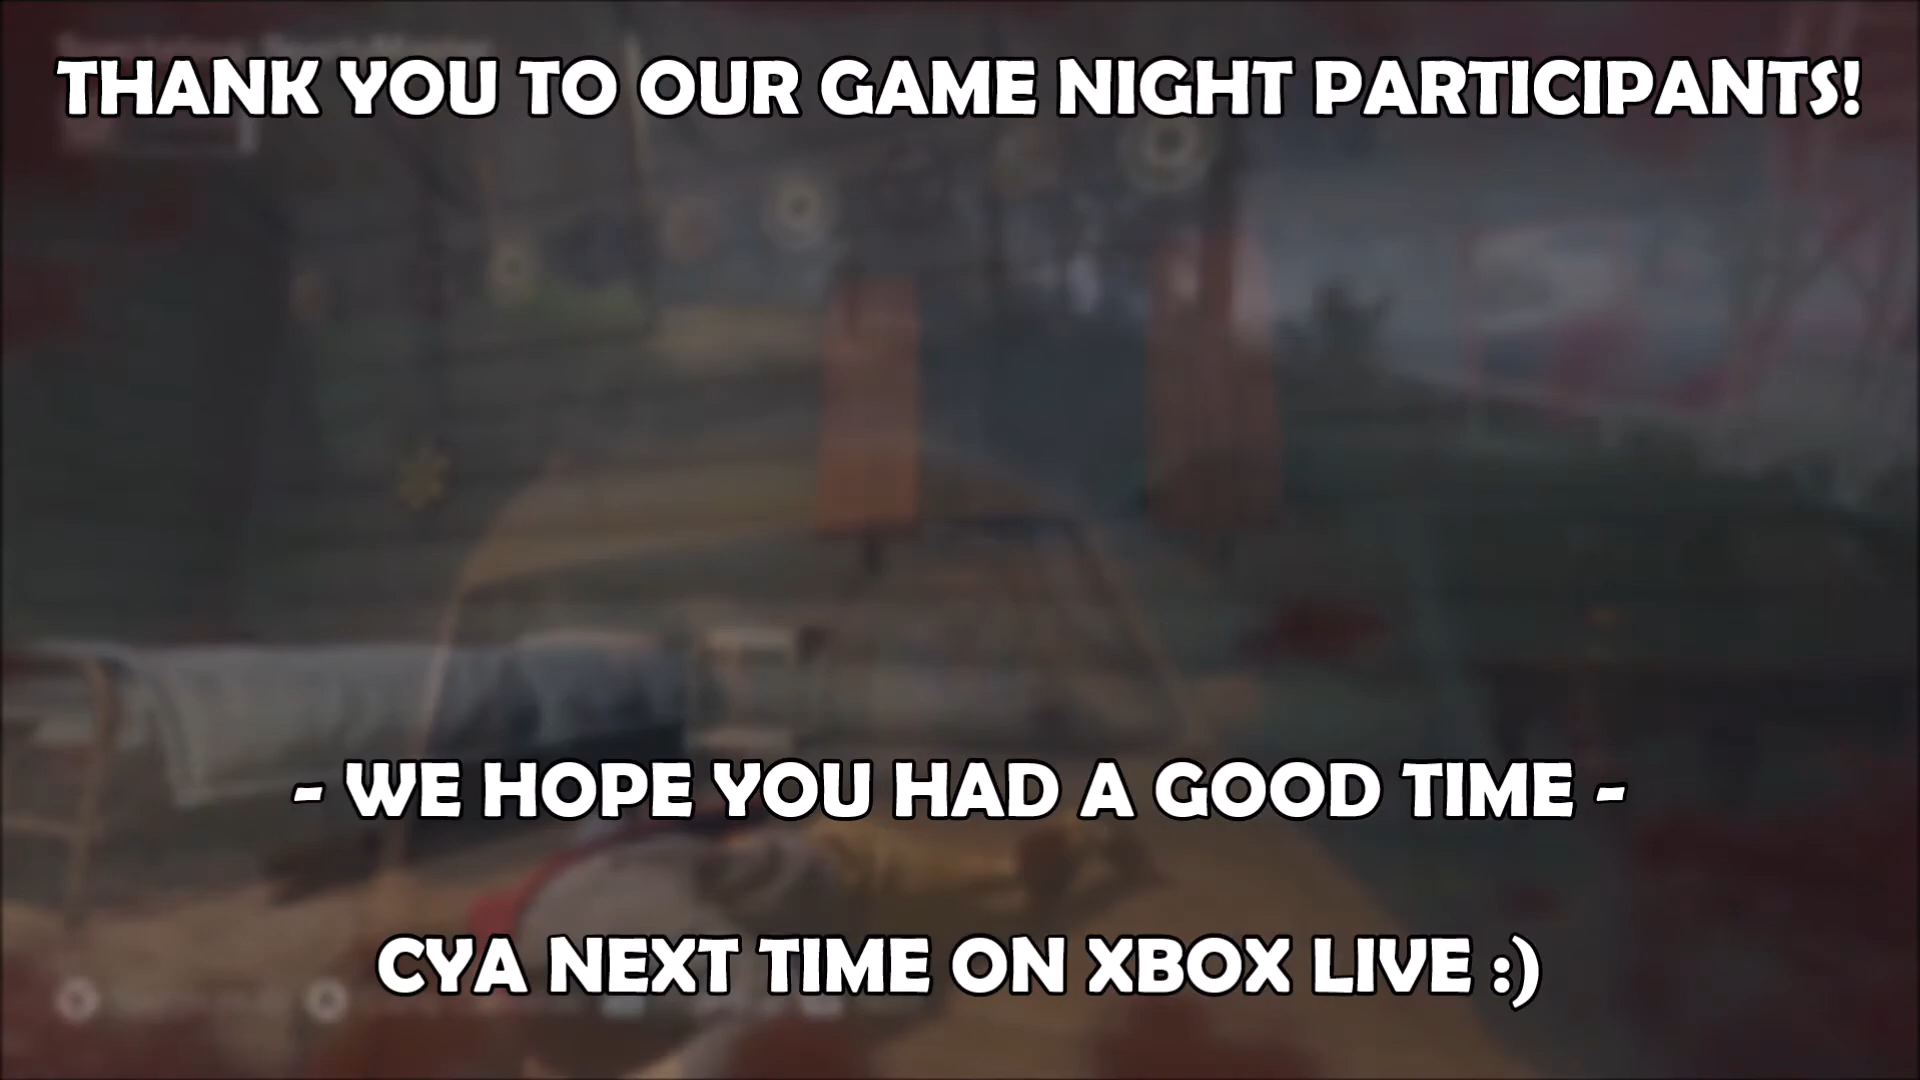 THANK YOU TO OUR GAME NIGHT PARTICIPANTS!
- WE HOPE YOU HAD A GOOD TIME -
CYA NEXT TIME ON XBOX LIVE :)